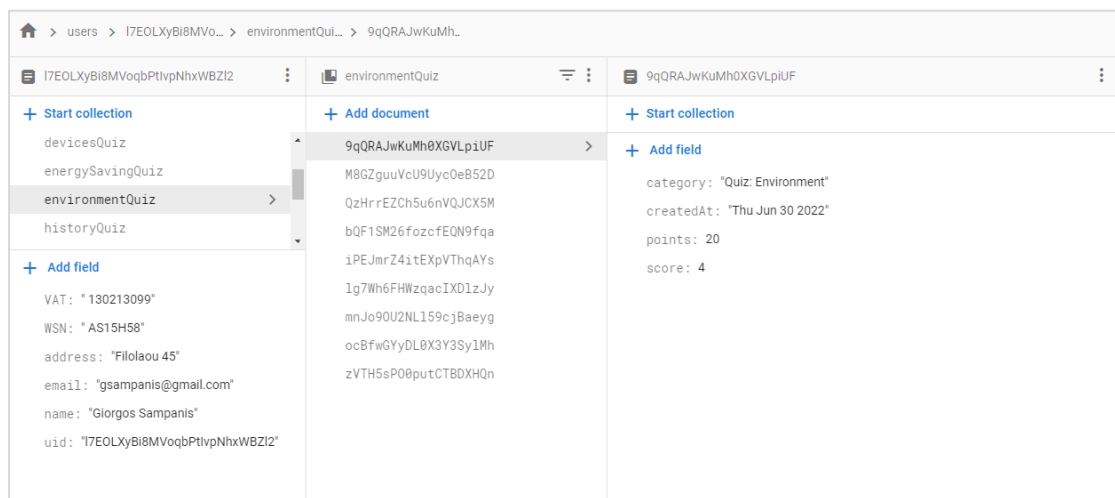 users > l7EOLXyBi8MVo... > environmentQui... > 9qQRAJwKuMh..
l7EOLXyBi8MVoqbPtIvpNhxWBZl2
+ Start collection
devicesQuiz
energySavingQuiz
environmentQuiz
historyQuiz
+ Add field
VAT: " 130213099"
WSN: " AS15H58"
address: "Filolaou 45"
email: "gsampanis@gmail.com"
name: "Giorgos Sampanis"
uid: "l7EOLXyBi8MVoqbPtIvpNhxWBZl2"
environmentQuiz
+ Add document
9qQRAJwKuMh0XGVLpiUF
M8GZguuVcU9UycOeB52D
QzHrrEZCh5u6nVQJCX5M
bQF1SM26fozcfEQN9fqa
iPEJmrZ4itEXpVThqAYs
lg7Wh6FHWzqacIXDlzJy
mnJo9OU2NLl59cjBaeyg
ocBfwGYyDL0X3Y3SylMh
zVTH5sPO0putCTBDXHQn
9qQRAJwKuMh0XGVLpiUF
+ Start collection
+ Add field
category: "Quiz: Environment"
createdAt: "Thu Jun 30 2022"
points: 20
score: 4